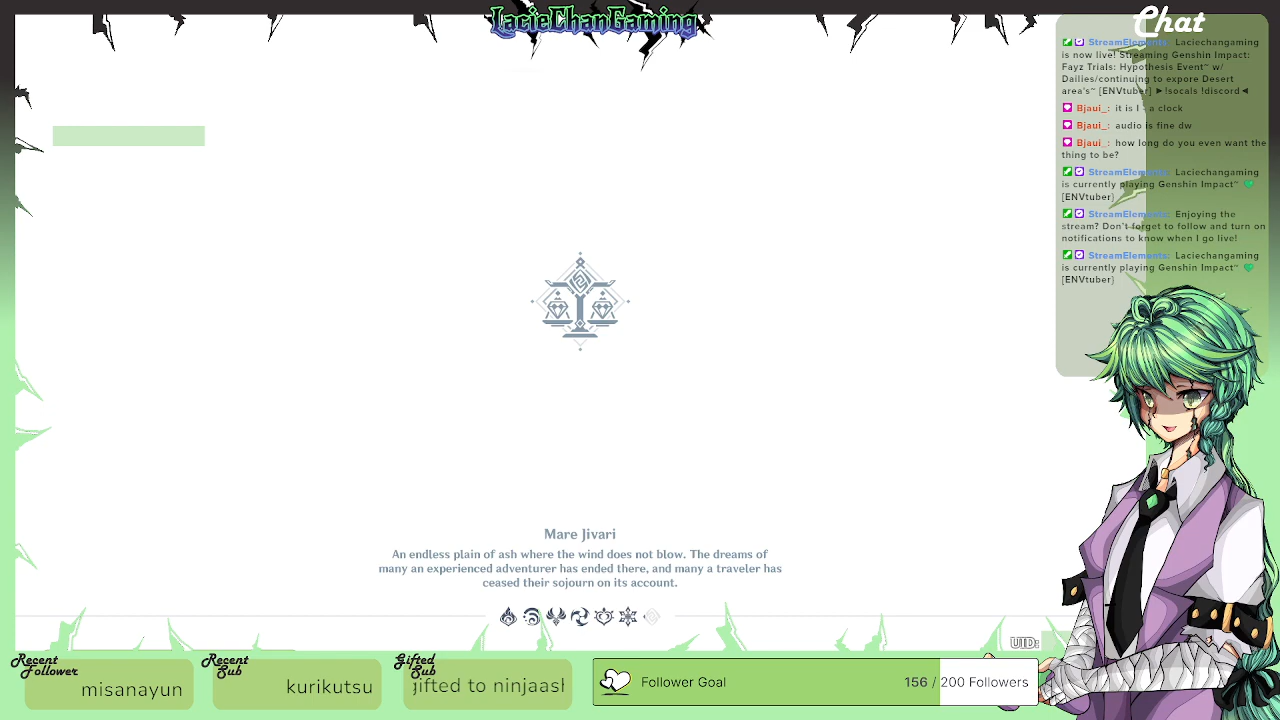 LacieChanGaming
Chat
StreamElements: Laciechangaming
is now live! Streaming Genshin Impact:
Fayz Trials: Hypothesis Event~ w/
Dailies/continuing to expore Desert
area's~ [ENVtuber] ►!socals !discord◄
Bjaui_: it is I - a clock
Bjaui_: audio is fine dw
Bjaui_: how long do you even want the
thing to be?
StreamElements: Laciechangaming
is currently playing Genshin Impact~
[ENVtuber]
StreamElements: Enjoying the
stream? Don't forget to follow and turn on
notifications to know when I go live!
StreamElements: Laciechangaming
is currently playing Genshin Impact~
[ENVtuber]
Mare Jivari
An endless plain of ash where the wind does not blow. The dreams of
many an experienced adventurer has ended there, and many a traveler has
ceased their sojourn on its account.
UID:
Recent
Follower
misanayun
Recent
Sub
kurikutsu
Gifted
Sub
gifted to ninjaash
Follower Goal
156 / 200 Followers